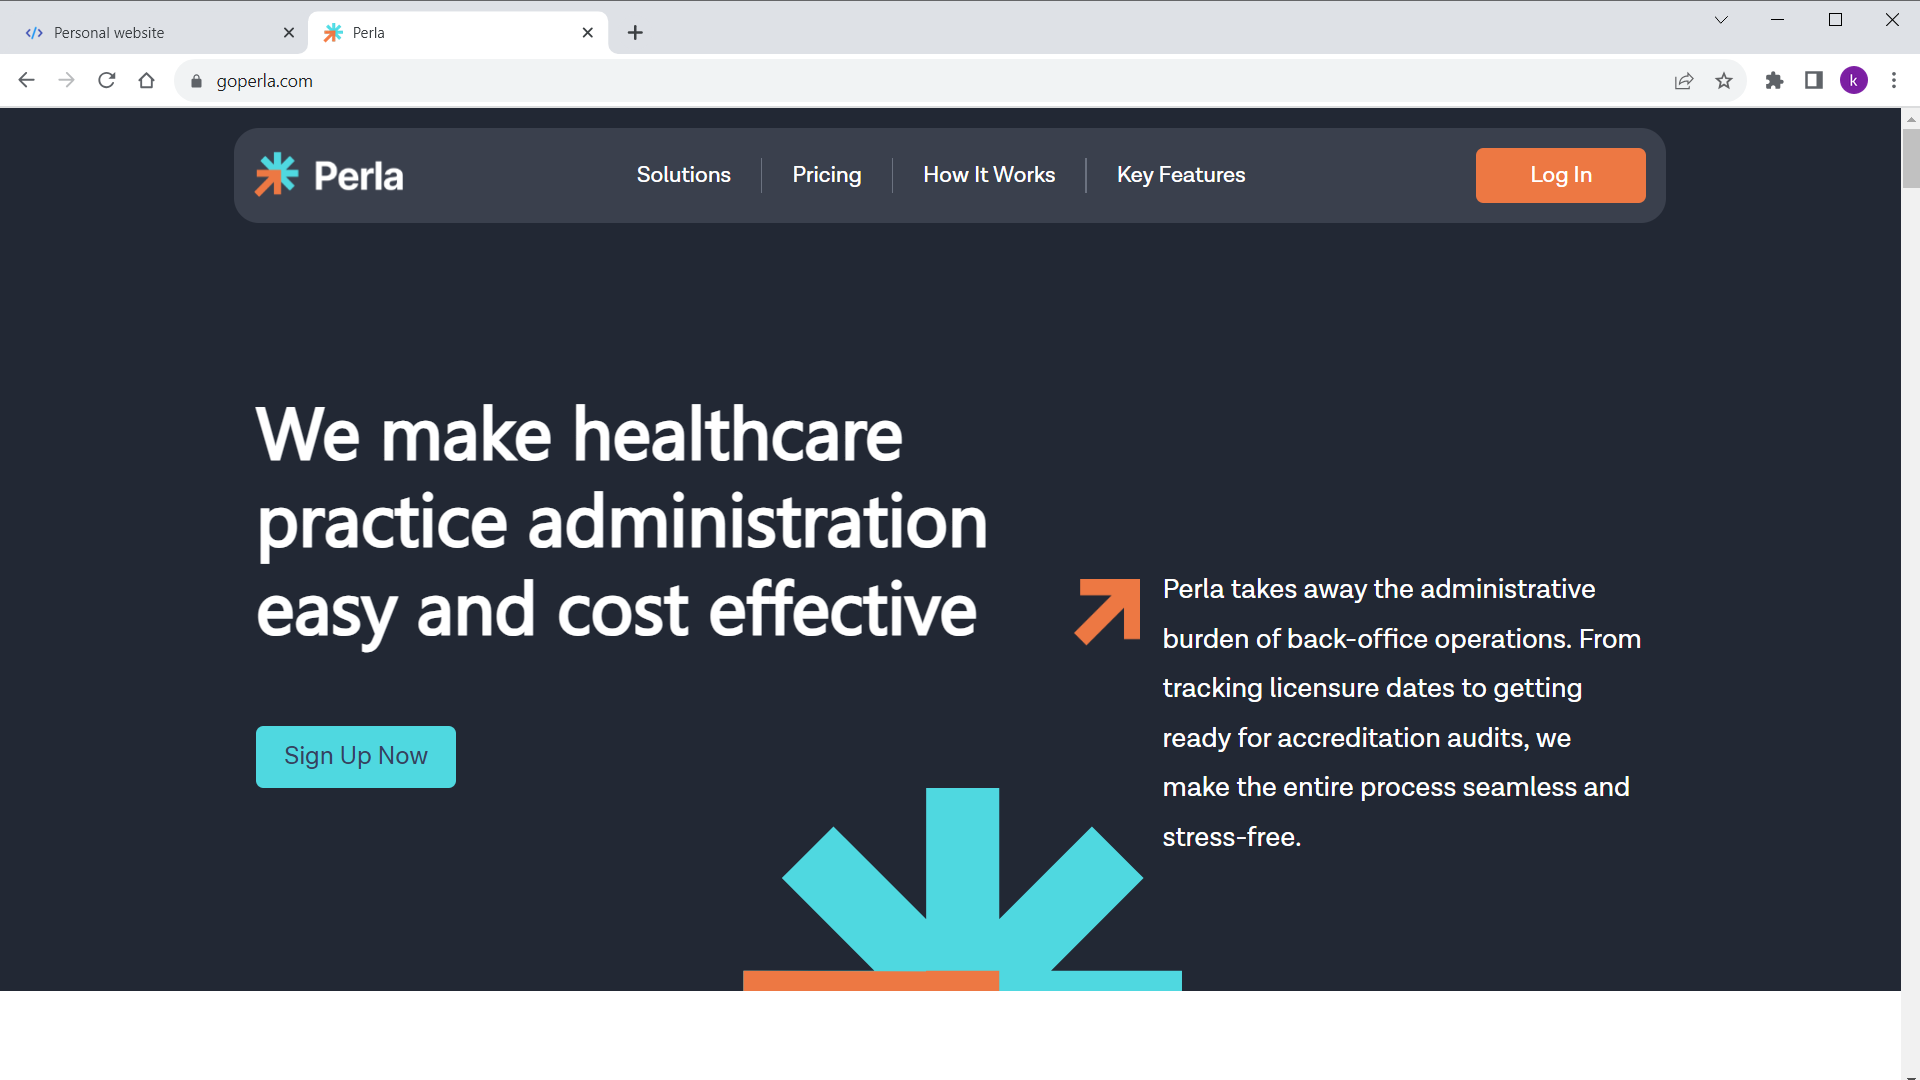 Personal website
Perla
goperla.com
k
Perla
Solutions
Pricing
How It Works
Key Features
Log In
We make healthcare
practice administration
easy and cost effective
Sign Up Now
Perla takes away the administrative
burden of back-office operations. From
tracking licensure dates to getting
ready for accreditation audits, we
make the entire process seamless and
stress-free.